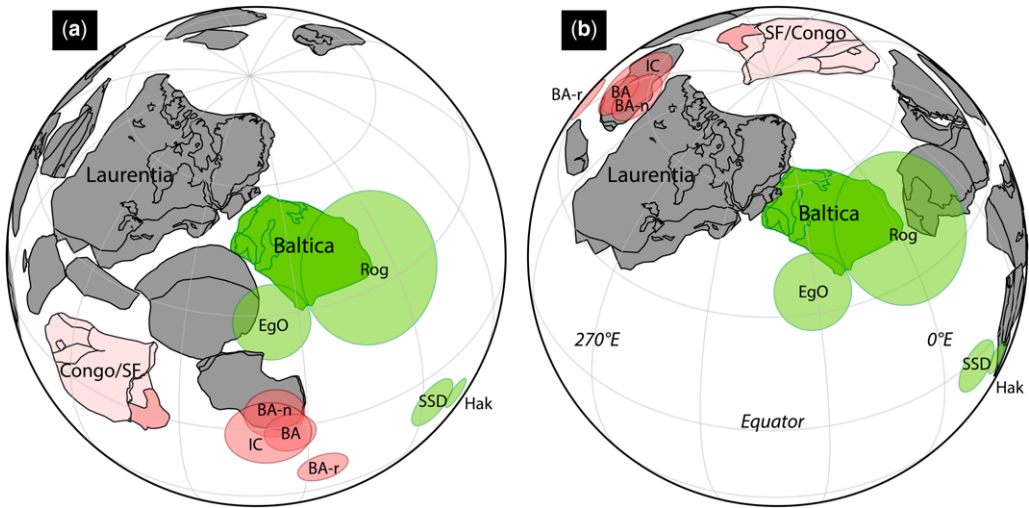 (a)
Laurentia
Baltica
Rog
EgO
Congo/SF
SSD
Hak
BA-n
BA
IC
BA-r
(b)
SF/Congo
IC
BA-r
BA
BA-n
Laurentia
Baltica
Rog
EgO
270°E
0°E
SSD
Hak
Equator